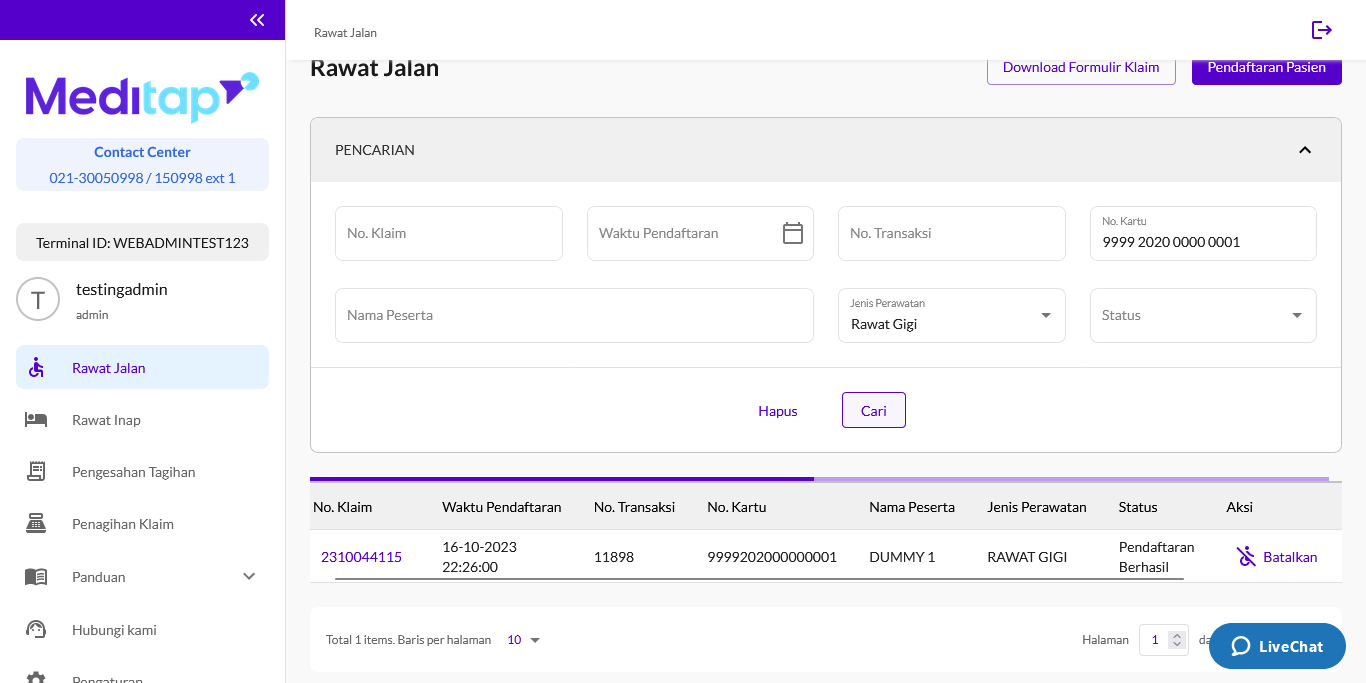 Rawat Jalan
Meditap
Contact Center
021-30050998 / 150998 ext 1
Terminal ID: WEBADMINTEST123
T
testingadmin
admin
Rawat Jalan
Rawat Inap
Pengesahan Tagihan
Penagihan Klaim
Panduan
Hubungi kami
Pengaturan
Rawat Jalan
Download Formulir Klaim
Pendaftaran Pasien
PENCARIAN
No. Klaim
Waktu Pendaftaran
No. Transaksi
No. Kartu
9999 2020 0000 0001
Nama Peserta
Jenis Perawatan
Rawat Gigi
Status
Hapus
Cari
No. Klaim Waktu Pendaftaran No. Transaksi No. Kartu Nama Peserta Jenis Perawatan Status Aksi
2310044115 16-10-2023 22:26:00 11898 9999202000000001 DUMMY 1 RAWAT GIGI Pendaftaran Berhasil Batalkan
Total 1 items. Baris per halaman 10
Halaman 1
LiveChat